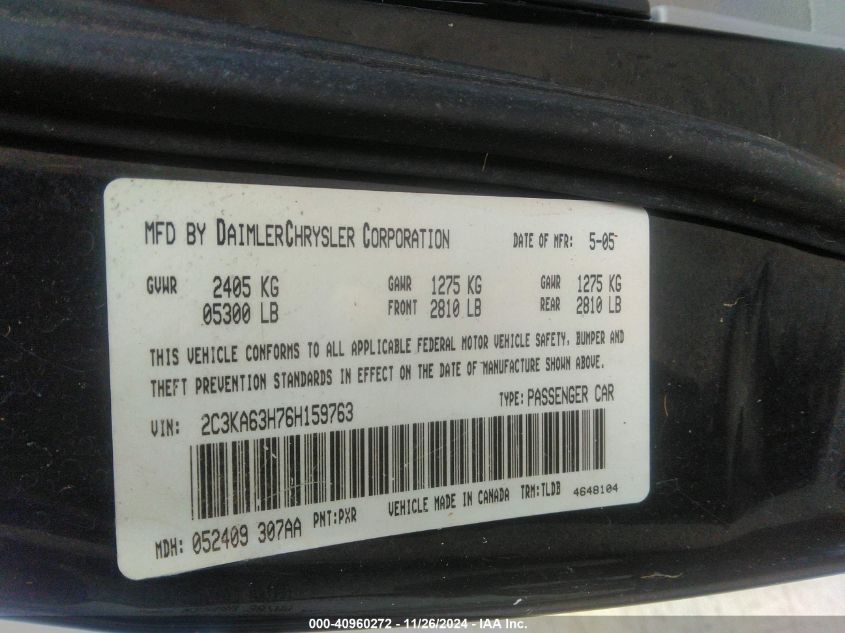 MFD BY DAIMLERCHRYSLER CORPORATION DATE OF MFR: 5-05
GVWR 2405 KG GAWR 1275 KG GAWR 1275 KG
05300 LB FRONT 2810 LB REAR 2810 LB
THIS VEHICLE CONFORMS TO ALL APPLICABLE FEDERAL MOTOR VEHICLE SAFETY, BUMPER AND
THEFT PREVENTION STANDARDS IN EFFECT ON THE DATE OF MANUFACTURE SHOWN ABOVE.
VIN: 2C3KA63H76H159763 TYPE: PASSENGER CAR
MDH: 052409 307AA PNT:PXR VEHICLE MADE IN CANADA TRM:TLDB 4648104
000-40960272 - 11/26/2024 - IAA Inc.